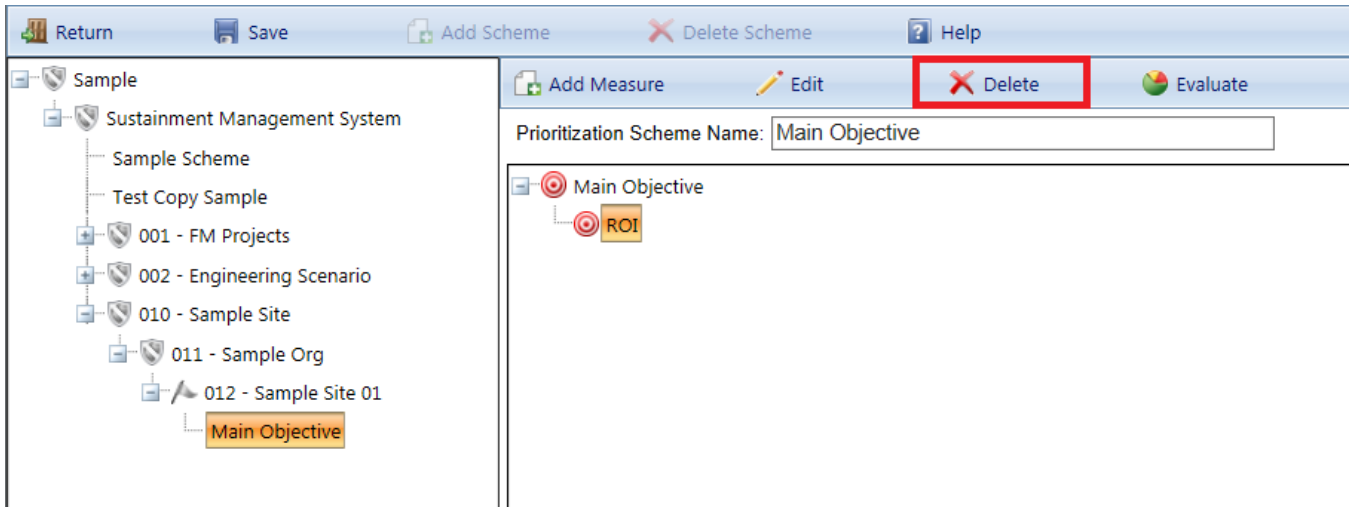 Return Save Add Scheme Delete Scheme Help
Sample
Sustainment Management System
Sample Scheme
Test Copy Sample
001 - FM Projects
002 - Engineering Scenario
010 - Sample Site
011 - Sample Org
012 - Sample Site 01
Main Objective
Add Measure Edit Delete Evaluate
Prioritization Scheme Name: Main Objective
Main Objective
ROI